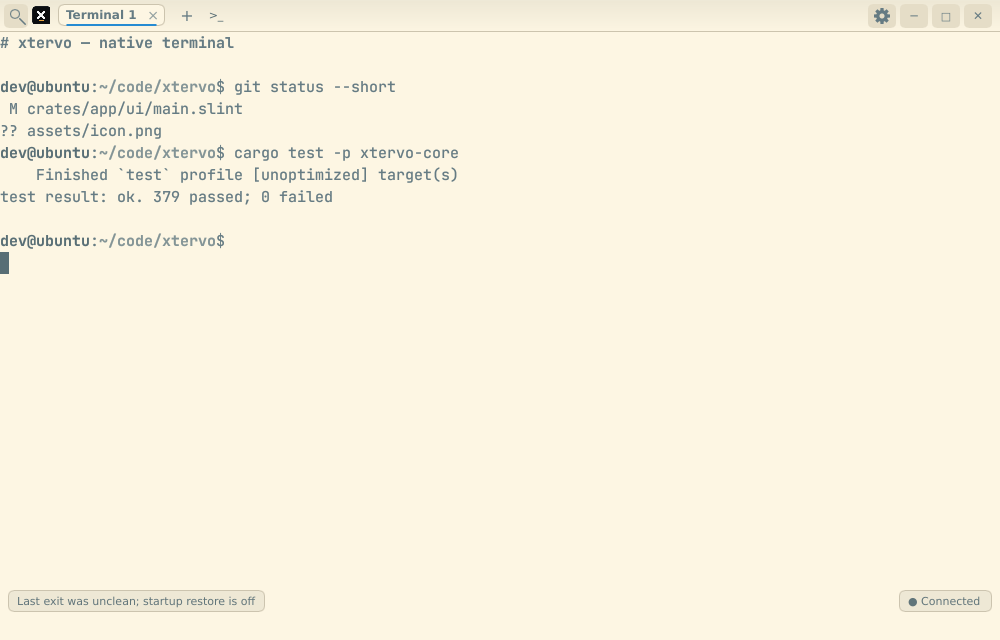 Terminal 1 × + >_ − □ ×
# xtervo — native terminal
dev@ubuntu:~/code/xtervo$ git status --short
 M crates/app/ui/main.slint
?? assets/icon.png
dev@ubuntu:~/code/xtervo$ cargo test -p xtervo-core
    Finished `test` profile [unoptimized] target(s)
test result: ok. 379 passed; 0 failed
dev@ubuntu:~/code/xtervo$
Last exit was unclean; startup restore is off
Connected